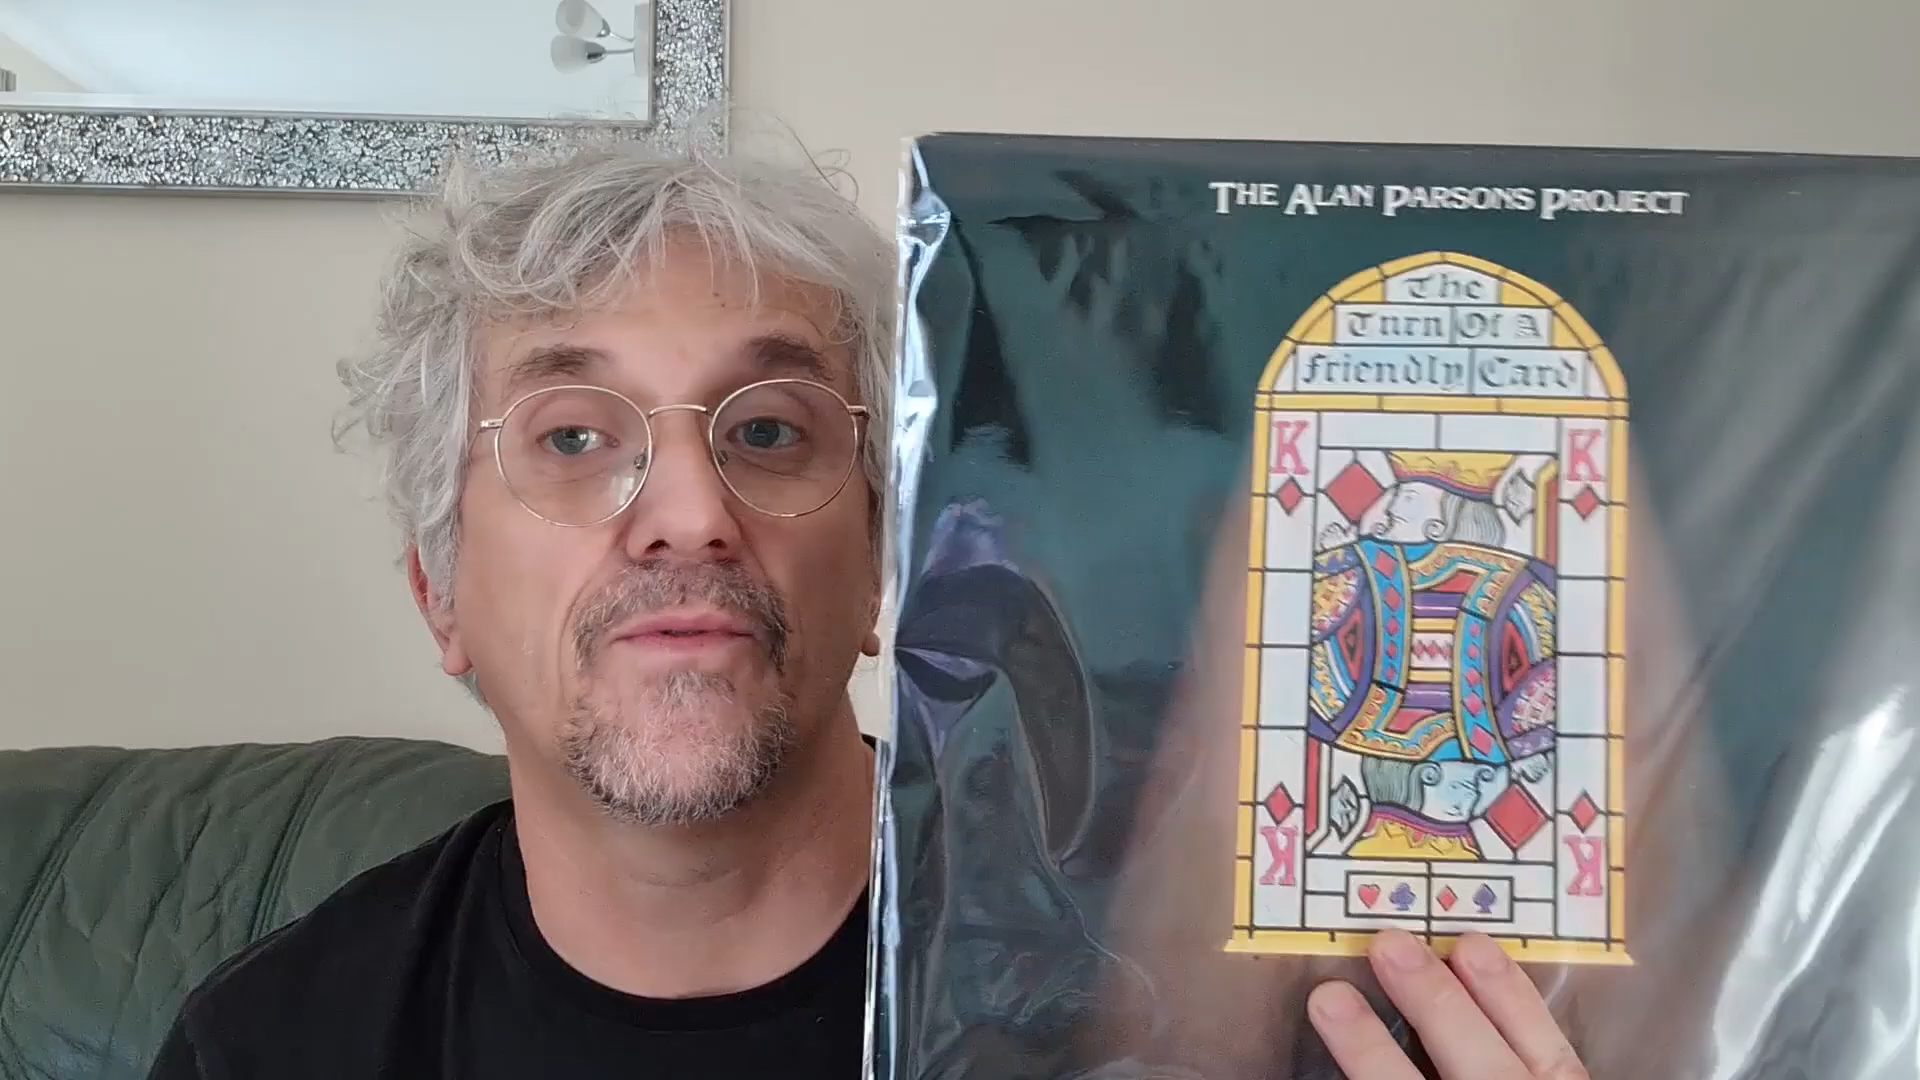 THE ALAN PARSONS PROJECT
The
Turn Of A
friendly Card
K K
K K